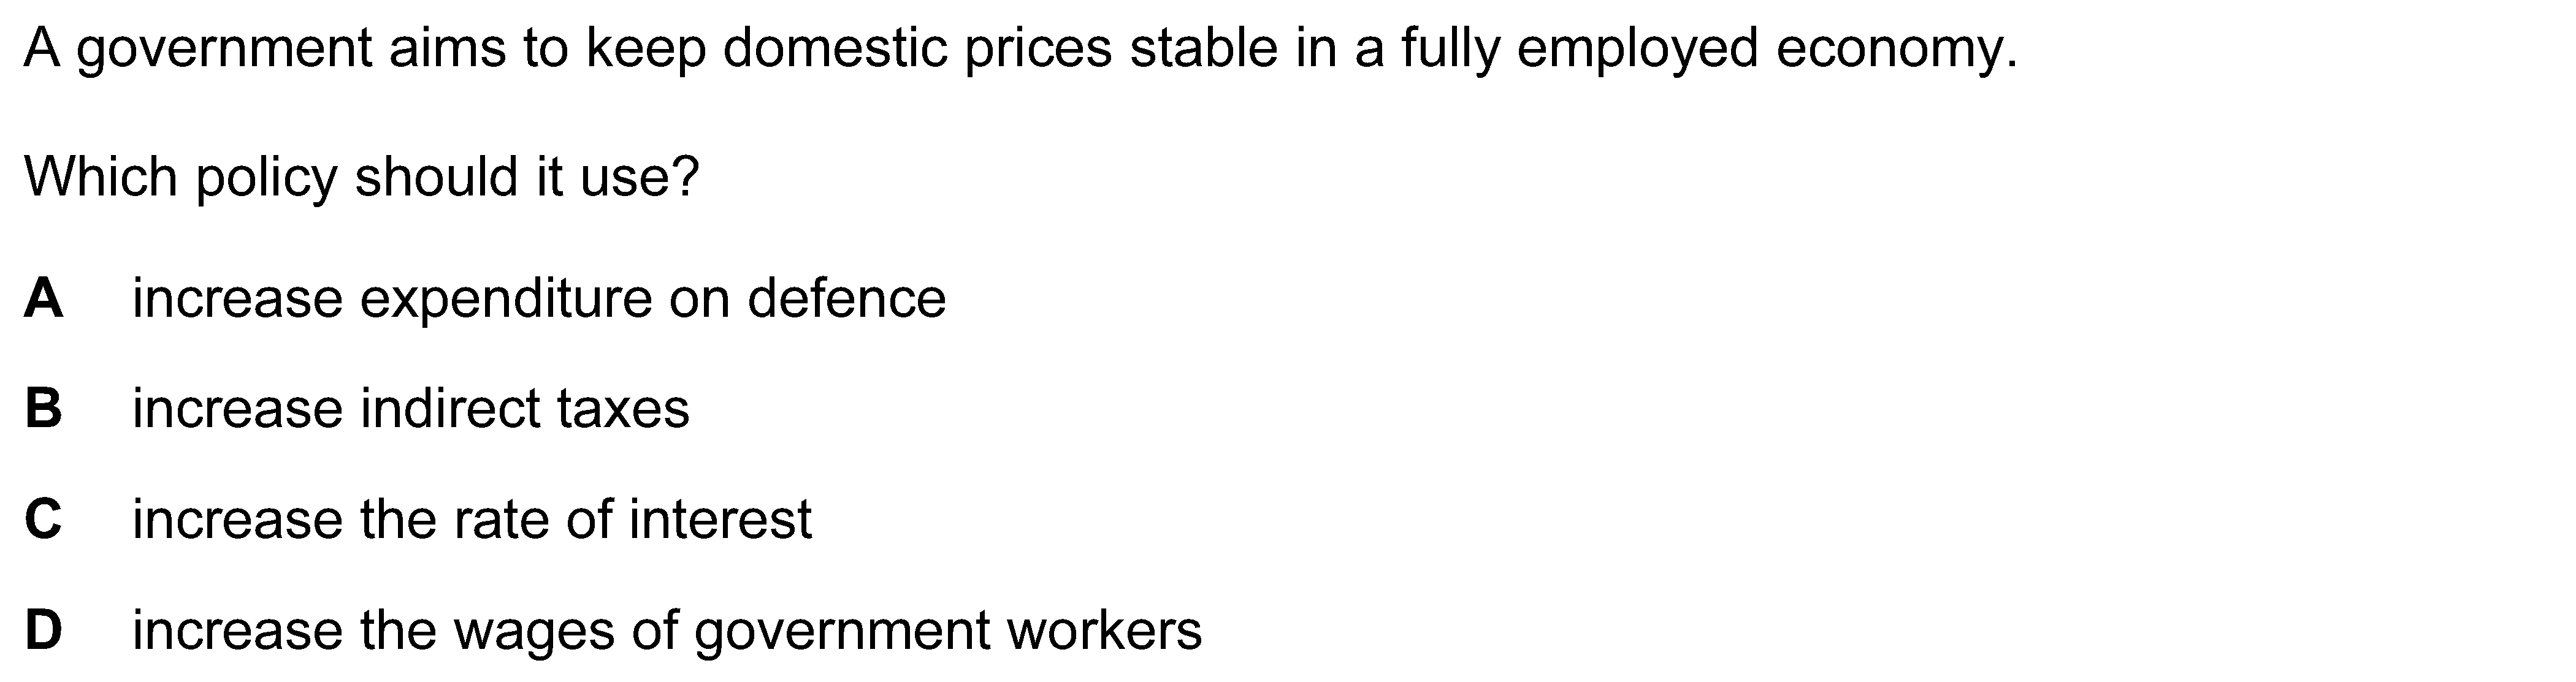 A government aims to keep domestic prices stable in a fully employed economy.
Which policy should it use?
A increase expenditure on defence
B increase indirect taxes
C increase the rate of interest
D increase the wages of government workers